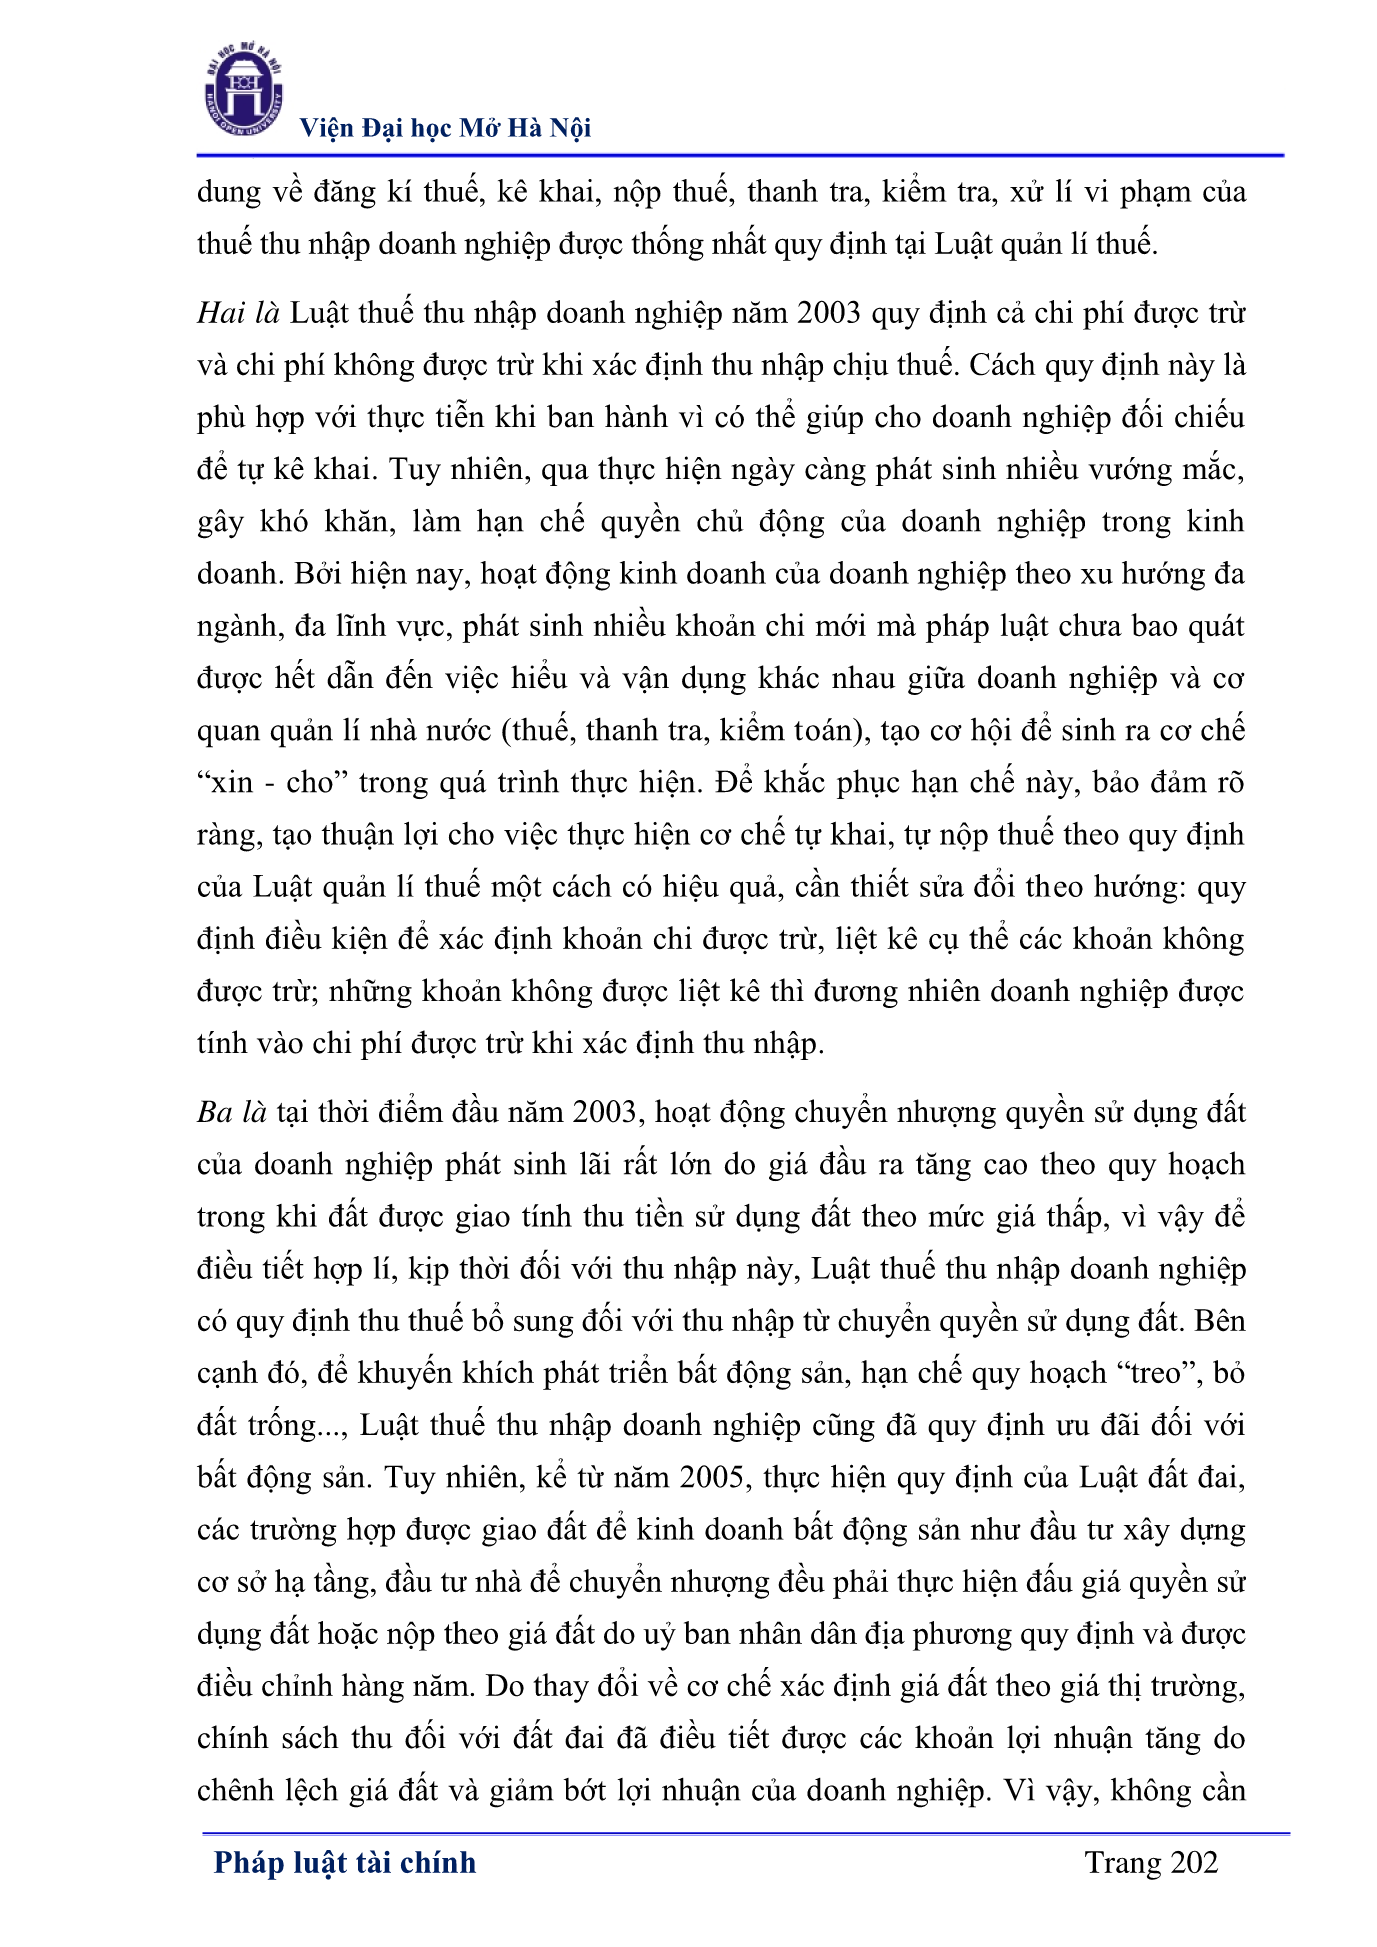 ĐẠI HỌC MỞ HÀ NỘI
HANOI OPEN UNIVERSITY
Viện Đại học Mở Hà Nội
dung về đăng kí thuế, kê khai, nộp thuế, thanh tra, kiểm tra, xử lí vi phạm của
thuế thu nhập doanh nghiệp được thống nhất quy định tại Luật quản lí thuế.
Hai là Luật thuế thu nhập doanh nghiệp năm 2003 quy định cả chi phí được trừ
và chi phí không được trừ khi xác định thu nhập chịu thuế. Cách quy định này là
phù hợp với thực tiễn khi ban hành vì có thể giúp cho doanh nghiệp đối chiếu
để tự kê khai. Tuy nhiên, qua thực hiện ngày càng phát sinh nhiều vướng mắc,
gây khó khăn, làm hạn chế quyền chủ động của doanh nghiệp trong kinh
doanh. Bởi hiện nay, hoạt động kinh doanh của doanh nghiệp theo xu hướng đa
ngành, đa lĩnh vực, phát sinh nhiều khoản chi mới mà pháp luật chưa bao quát
được hết dẫn đến việc hiểu và vận dụng khác nhau giữa doanh nghiệp và cơ
quan quản lí nhà nước (thuế, thanh tra, kiểm toán), tạo cơ hội để sinh ra cơ chế
“xin - cho” trong quá trình thực hiện. Để khắc phục hạn chế này, bảo đảm rõ
ràng, tạo thuận lợi cho việc thực hiện cơ chế tự khai, tự nộp thuế theo quy định
của Luật quản lí thuế một cách có hiệu quả, cần thiết sửa đổi theo hướng: quy
định điều kiện để xác định khoản chi được trừ, liệt kê cụ thể các khoản không
được trừ; những khoản không được liệt kê thì đương nhiên doanh nghiệp được
tính vào chi phí được trừ khi xác định thu nhập.
Ba là tại thời điểm đầu năm 2003, hoạt động chuyển nhượng quyền sử dụng đất
của doanh nghiệp phát sinh lãi rất lớn do giá đầu ra tăng cao theo quy hoạch
trong khi đất được giao tính thu tiền sử dụng đất theo mức giá thấp, vì vậy để
điều tiết hợp lí, kịp thời đối với thu nhập này, Luật thuế thu nhập doanh nghiệp
có quy định thu thuế bổ sung đối với thu nhập từ chuyển quyền sử dụng đất. Bên
cạnh đó, để khuyến khích phát triển bất động sản, hạn chế quy hoạch “treo”, bỏ
đất trống..., Luật thuế thu nhập doanh nghiệp cũng đã quy định ưu đãi đối với
bất động sản. Tuy nhiên, kể từ năm 2005, thực hiện quy định của Luật đất đai,
các trường hợp được giao đất để kinh doanh bất động sản như đầu tư xây dựng
cơ sở hạ tầng, đầu tư nhà để chuyển nhượng đều phải thực hiện đấu giá quyền sử
dụng đất hoặc nộp theo giá đất do uỷ ban nhân dân địa phương quy định và được
điều chỉnh hàng năm. Do thay đổi về cơ chế xác định giá đất theo giá thị trường,
chính sách thu đối với đất đai đã điều tiết được các khoản lợi nhuận tăng do
chênh lệch giá đất và giảm bớt lợi nhuận của doanh nghiệp. Vì vậy, không cần
Pháp luật tài chính Trang 202